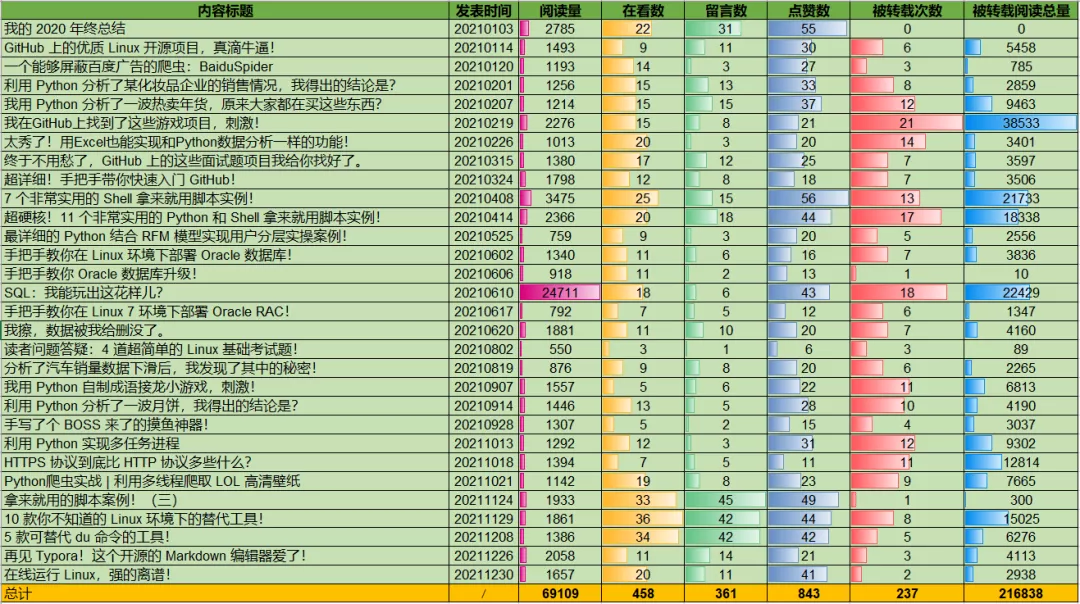 内容标题 发表时间 阅读量 在看数 留言数 点赞数 被转载次数 被转载阅读总量
我的 2020 年终总结 20210103 2785 22 31 55 0 0
GitHub 上的优质 Linux 开源项目，真滴牛逼！ 20210114 1493 9 11 30 6 5458
一个能够屏蔽百度广告的爬虫：BaiduSpider 20210120 1193 14 3 27 3 785
利用 Python 分析了某化妆品企业的销售情况，我得出的结论是？ 20210201 1256 15 13 33 8 2859
我用 Python 分析了一波热卖年货，原来大家都在买这些东西？ 20210207 1214 15 15 37 12 9463
我在GitHub上找到了这些游戏项目，刺激！ 20210219 2276 15 8 21 21 38533
太秀了！用Excel也能实现和Python数据分析一样的功能！ 20210226 1013 20 3 20 14 3401
终于不用愁了，GitHub 上的这些面试题项目我给你找好了。 20210315 1380 17 12 25 7 3597
超详细！手把手带你快速入门 GitHub！ 20210324 1798 12 8 18 7 3506
7 个非常实用的 Shell 拿来就用脚本实例！ 20210408 3475 25 15 56 13 21733
超硬核！11 个非常实用的 Python 和 Shell 拿来就用脚本实例！ 20210414 2366 20 18 44 17 18338
最详细的 Python 结合 RFM 模型实现用户分层实操案例！ 20210525 759 9 3 20 5 2556
手把手教你在 Linux 环境下部署 Oracle 数据库！ 20210602 1340 11 6 16 7 3836
手把手教你 Oracle 数据库升级！ 20210606 918 11 2 13 1 10
SQL：我能玩出这花样儿？ 20210610 24711 18 6 43 18 22429
手把手教你在 Linux 7 环境下部署 Oracle RAC！ 20210617 792 7 5 12 6 1347
我擦，数据被我给删没了。 20210620 1881 11 10 20 7 4160
读者问题答疑：4 道超简单的 Linux 基础考试题！ 20210802 550 3 1 6 3 89
分析了汽车销量数据下滑后，我发现了其中的秘密！ 20210819 876 9 8 20 6 2265
我用 Python 自制成语接龙小游戏，刺激！ 20210907 1557 5 6 22 11 6813
利用 Python 分析了一波月饼，我得出的结论是？ 20210914 1446 13 5 28 10 4190
手写了个 BOSS 来了的摸鱼神器！ 20210928 1307 5 2 15 4 3037
利用 Python 实现多任务进程 20211013 1292 12 3 31 12 9302
HTTPS 协议到底比 HTTP 协议多些什么？ 20211018 1394 7 5 11 11 12814
Python爬虫实战 | 利用多线程爬取 LOL 高清壁纸 20211021 1142 19 8 23 9 7665
拿来就用的脚本案例！（三） 20211124 1933 33 45 49 1 300
10 款你不知道的 Linux 环境下的替代工具！ 20211129 1861 36 42 44 8 15025
5 款可替代 du 命令的工具！ 20211208 1386 34 42 42 5 6276
再见 Typora！这个开源的 Markdown 编辑器爱了！ 20211226 2058 11 14 21 3 4113
在线运行 Linux，强的离谱！ 20211230 1657 20 11 41 2 2938
总计 / 69109 458 361 843 237 216838